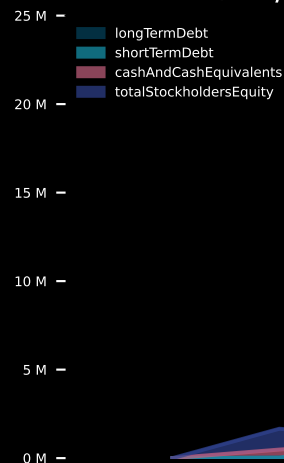 25 M
longTermDebt
shortTermDebt
cashAndCashEquivalents
totalStockholdersEquity
20 M
15 M
10 M
5 M
0 M